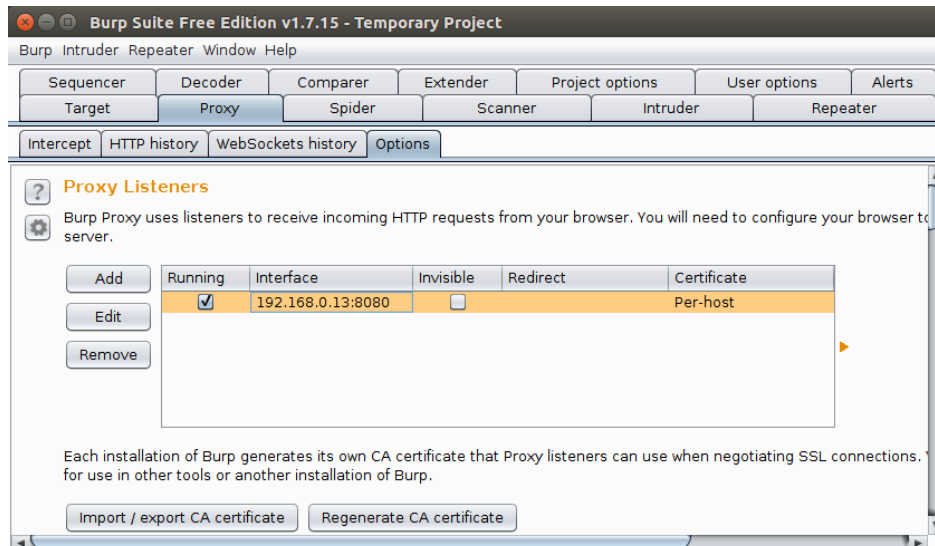 Burp Suite Free Edition v1.7.15 - Temporary Project
Burp Intruder Repeater Window Help
Sequencer Decoder Comparer Extender Project options User options Alerts
Target Proxy Spider Scanner Intruder Repeater
Intercept HTTP history WebSockets history Options
? Proxy Listeners
Burp Proxy uses listeners to receive incoming HTTP requests from your browser. You will need to configure your browser to
server.
Add Running Interface Invisible Redirect Certificate
192.168.0.13:8080 Per-host
Edit
Remove
Each installation of Burp generates its own CA certificate that Proxy listeners can use when negotiating SSL connections.
for use in other tools or another installation of Burp.
Import / export CA certificate Regenerate CA certificate